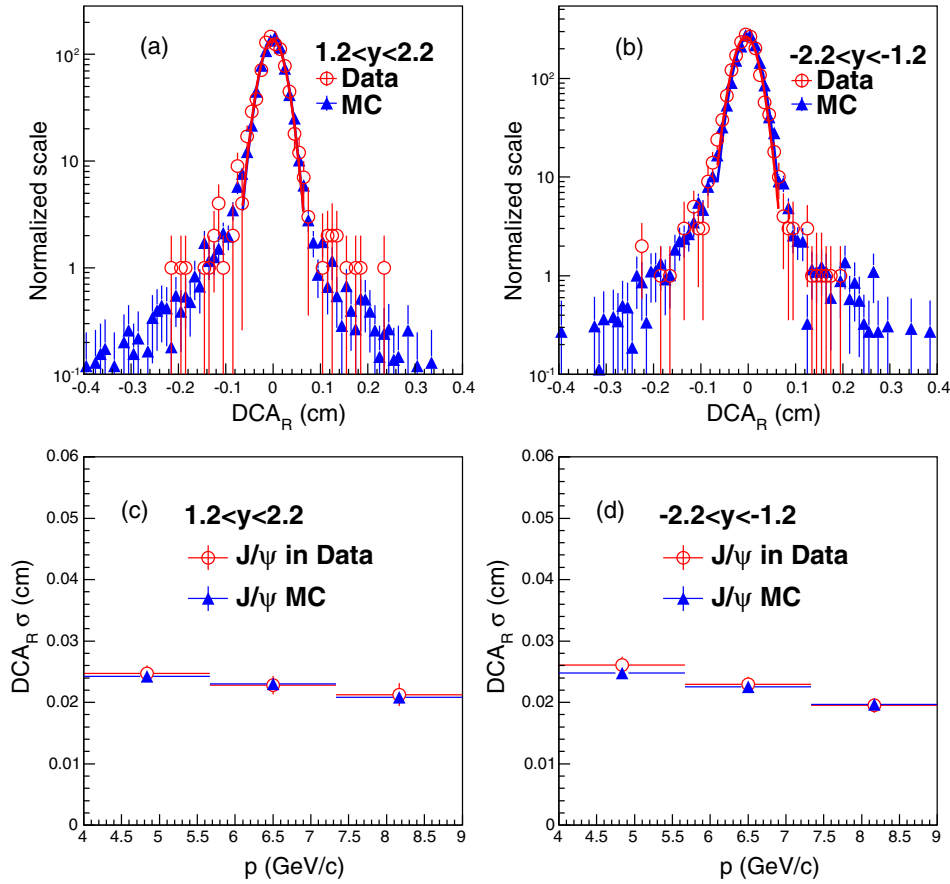 (a)
1.2<y<2.2
Data
MC
Normalized scale
10^2
10
1
10^-1
-0.4 -0.3 -0.2 -0.1 0 0.1 0.2 0.3 0.4
DCA_R (cm)
(b)
-2.2<y<-1.2
Data
MC
Normalized scale
10^2
10
1
10^-1
-0.4 -0.3 -0.2 -0.1 0 0.1 0.2 0.3 0.4
DCA_R (cm)
(c)
1.2<y<2.2
J/ψ in Data
J/ψ MC
DCA_R σ (cm)
0.06
0.05
0.04
0.03
0.02
0.01
0
4 4.5 5 5.5 6 6.5 7 7.5 8 8.5 9
p (GeV/c)
(d)
-2.2<y<-1.2
J/ψ in Data
J/ψ MC
DCA_R σ (cm)
0.06
0.05
0.04
0.03
0.02
0.01
0
4 4.5 5 5.5 6 6.5 7 7.5 8 8.5 9
p (GeV/c)